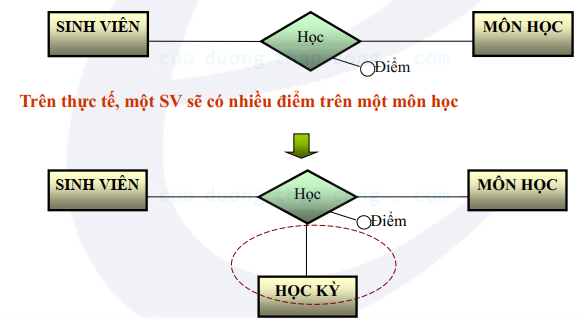 SINH VIÊN
Học
MÔN HỌC
Điểm
Trên thực tế, một SV sẽ có nhiều điểm trên một môn học
SINH VIÊN
Học
MÔN HỌC
Điểm
HỌC KỲ